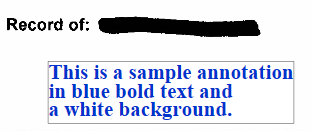 Record of:
This is a sample annotation
in blue bold text and
a white background.